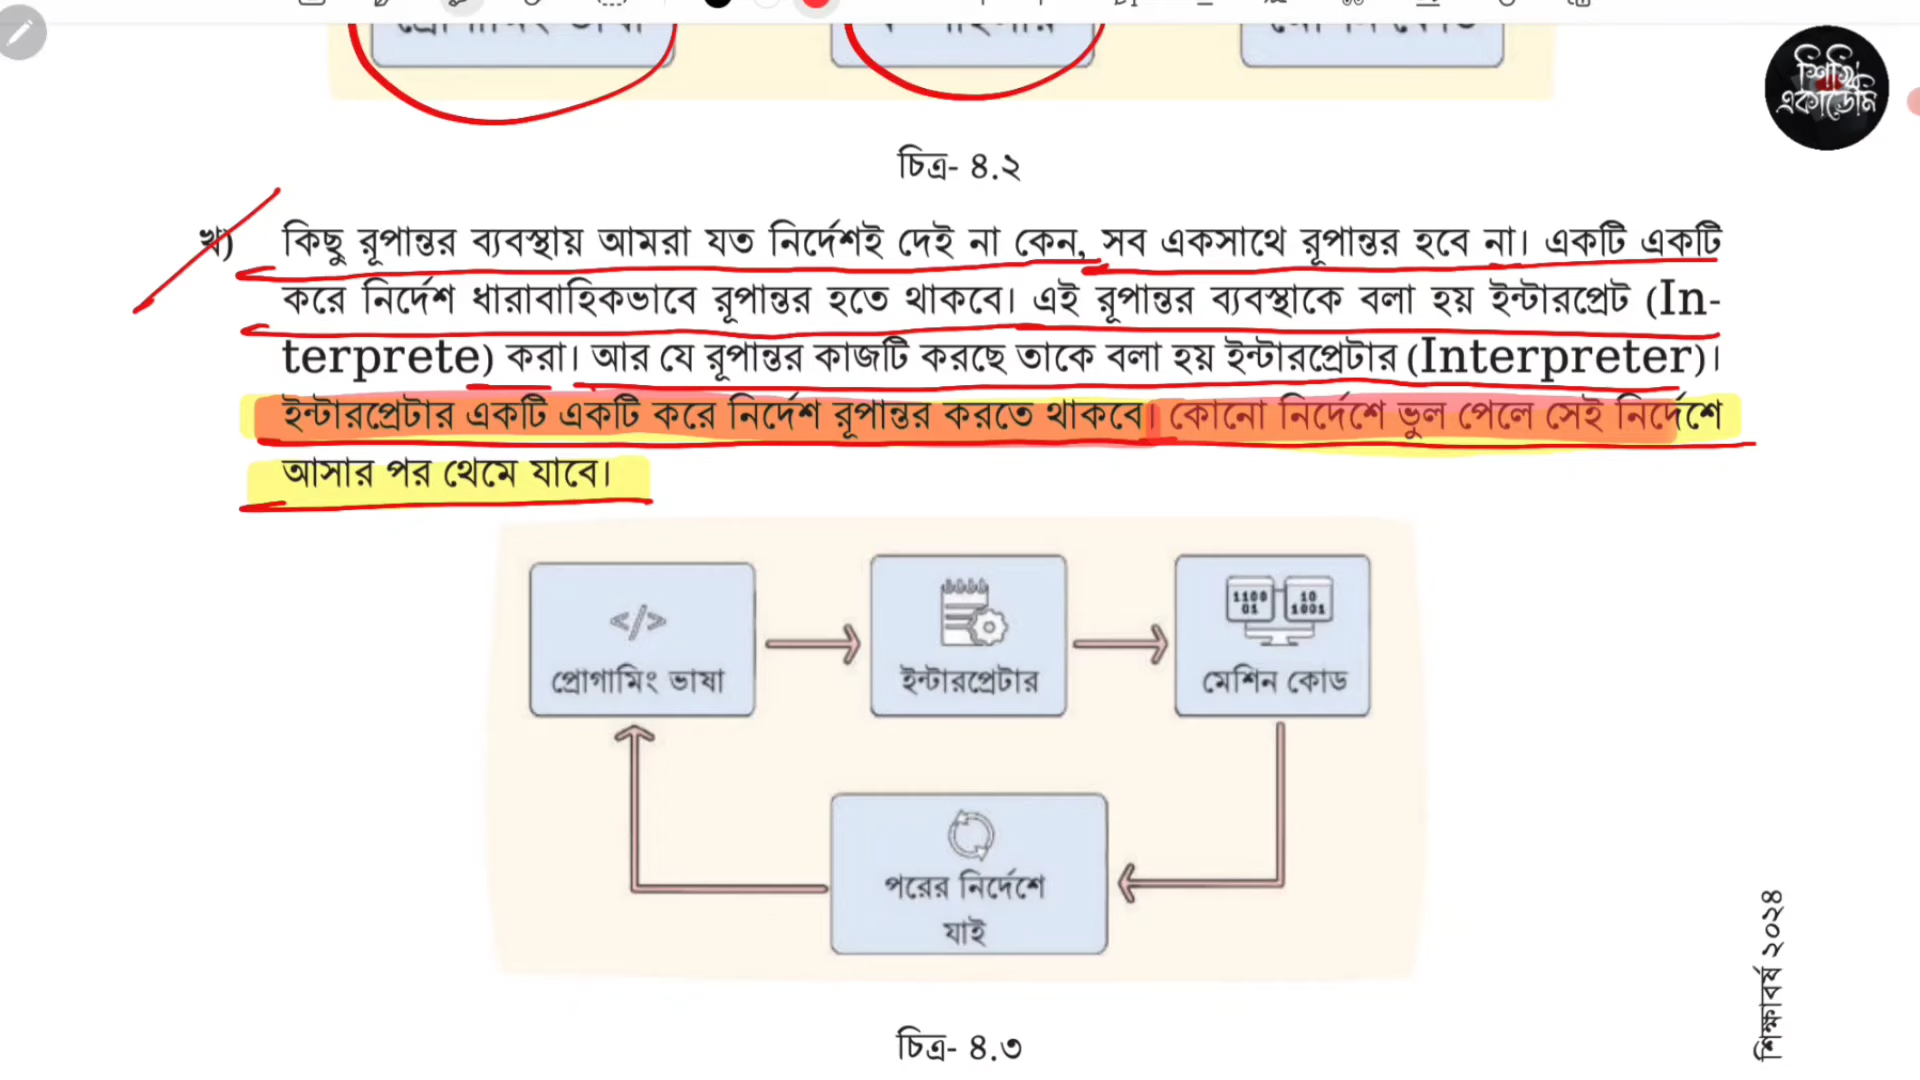 চিত্র- ৪.২
খ) কিছু রূপান্তর ব্যবস্থায় আমরা যত নির্দেশই দেই না কেন, সব একসাথে রূপান্তর হবে না। একটি একটি
করে নির্দেশ ধারাবাহিকভাবে রূপান্তর হতে থাকবে। এই রূপান্তর ব্যবস্থাকে বলা হয় ইন্টারপ্রেট (In-
terprete) করা। আর যে রূপান্তর কাজটি করছে তাকে বলা হয় ইন্টারপ্রেটার (Interpreter)।
ইন্টারপ্রেটার একটি একটি করে নির্দেশ রূপান্তর করতে থাকবে। কোনো নির্দেশে ভুল পেলে সেই নির্দেশে
আসার পর থেমে যাবে।
</>
প্রোগামিং ভাষা
ইন্টারপ্রেটার
1100 10
01 1001
মেশিন কোড
পরের নির্দেশে
যাই
চিত্র- ৪.৩
শিক্ষাবর্ষ ২০২৪
একাডেমি